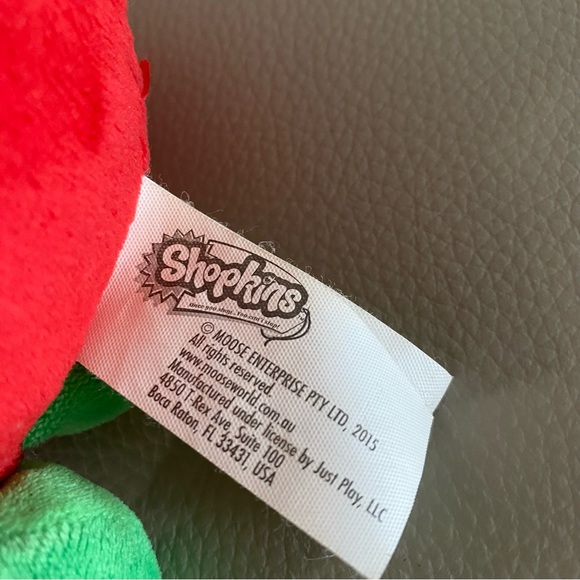 Shopkins
Once you shop...You can't stop!
© MOOSE ENTERPRISE PTY LTD, 2015
All rights reserved.
www.mooseworld.com.au
Manufactured under license by Just Play, LLC
4850 T-Rex Ave, Suite 100
Boca Raton, FL 33431, USA